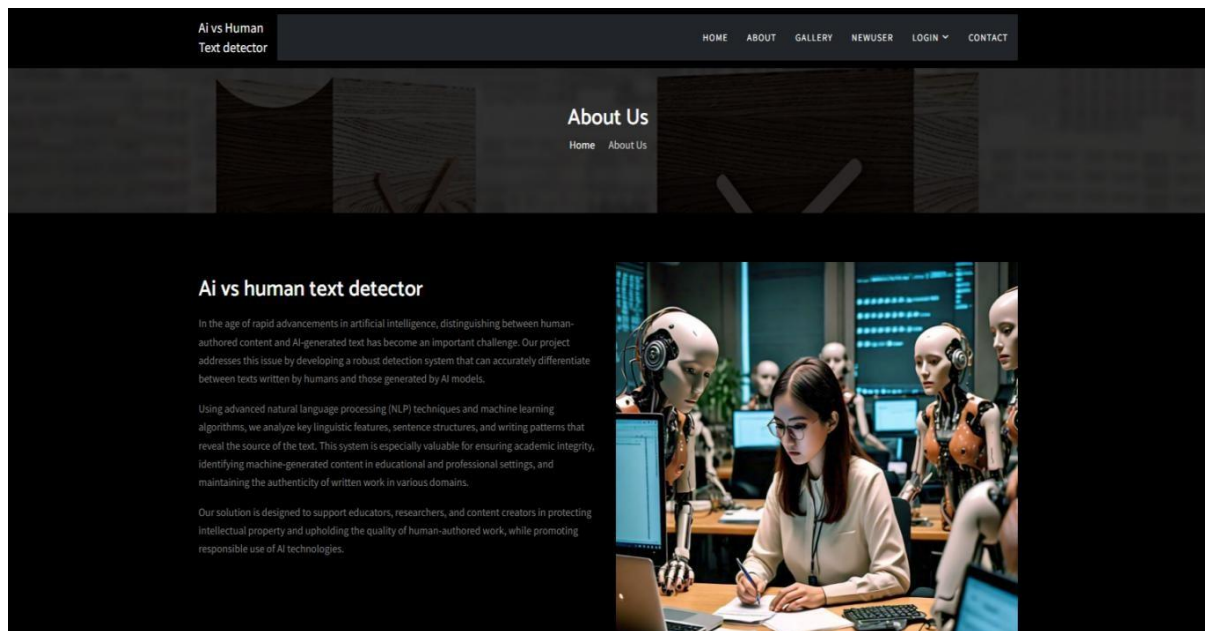 Ai vs Human
Text detector
HOME ABOUT GALLERY NEWUSER LOGIN CONTACT
About Us
Home About Us
Ai vs human text detector
In the age of rapid advancements in artificial intelligence, distinguishing between human-
authored content and AI-generated text has become an important challenge. Our project
addresses this issue by developing a robust detection system that can accurately differentiate
between texts written by humans and those generated by AI models.
Using advanced natural language processing (NLP) techniques and machine learning
algorithms, we analyze key linguistic features, sentence structures, and writing patterns that
reveal the source of the text. This system is especially valuable for ensuring academic integrity,
identifying machine-generated content in educational and professional settings, and
maintaining the authenticity of written work in various domains.
Our solution is designed to support educators, researchers, and content creators in protecting
intellectual property and upholding the quality of human-authored work, while promoting
responsible use of AI technologies.